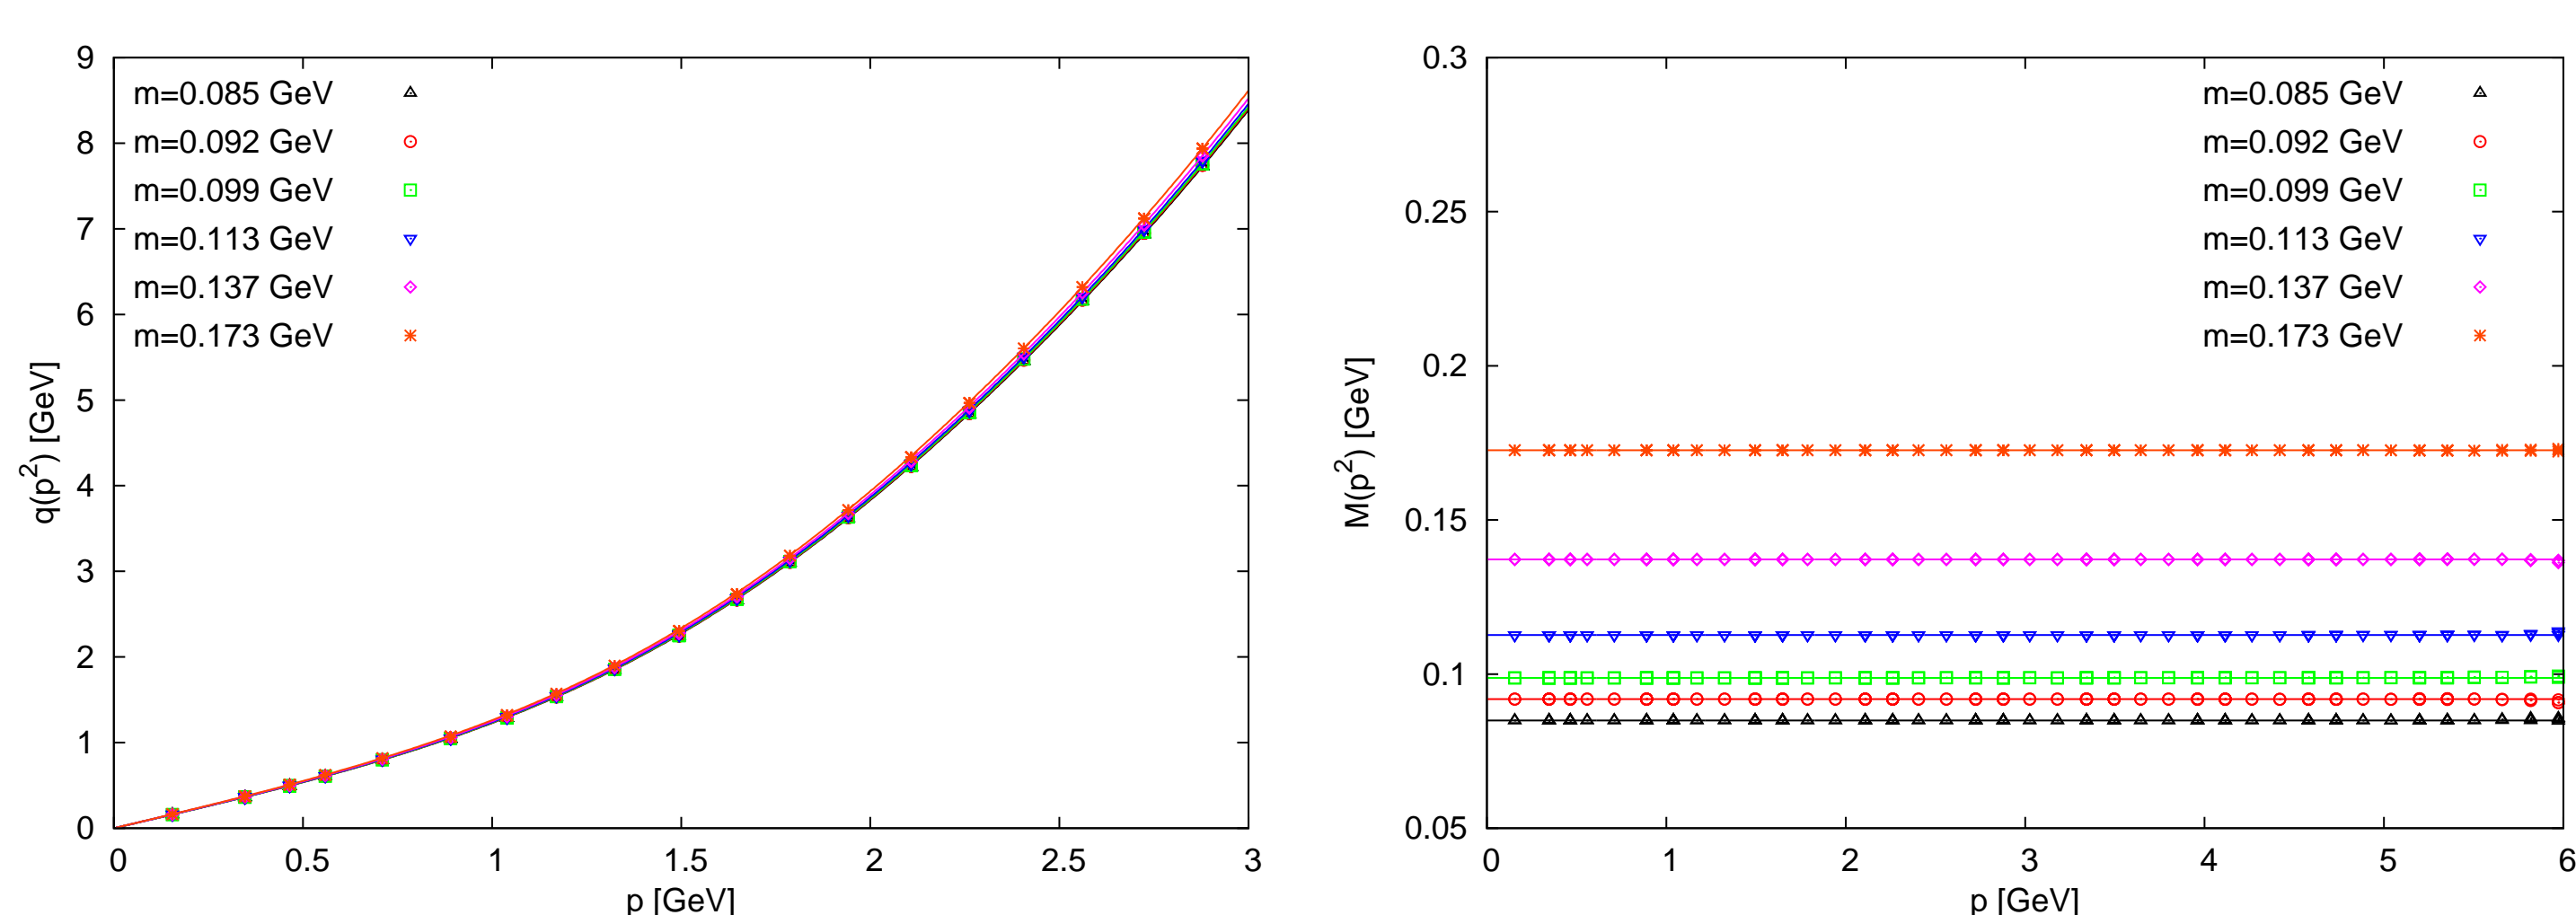 9
8
7
6
5
4
3
2
1
0
q(p²) [GeV]
m=0.085 GeV
m=0.092 GeV
m=0.099 GeV
m=0.113 GeV
m=0.137 GeV
m=0.173 GeV
0 0.5 1 1.5 2 2.5 3
p [GeV]
0.3
0.25
0.2
0.15
0.1
0.05
M(p²) [GeV]
m=0.085 GeV
m=0.092 GeV
m=0.099 GeV
m=0.113 GeV
m=0.137 GeV
m=0.173 GeV
0 1 2 3 4 5 6
p [GeV]